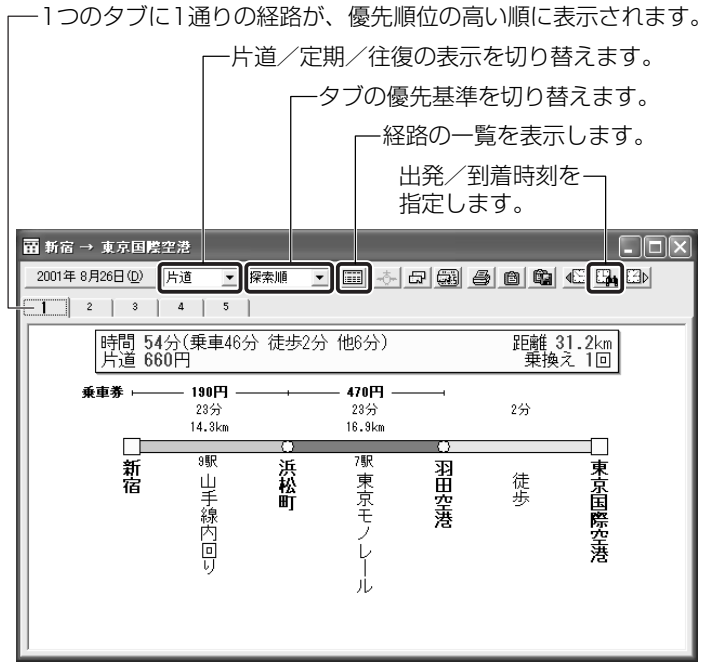 1つのタブに1通りの経路が、優先順位の高い順に表示されます。
片道／定期／往復の表示を切り替えます。
タブの優先基準を切り替えます。
経路の一覧を表示します。
出発／到着時刻を
指定します。
新宿 → 東京国際空港
2001年 8月26日(D) 片道 探索順
1 2 3 4 5
時間 54分(乗車46分 徒歩2分 他6分) 距離 31.2km
片道 660円 乗換え 1回
乗車券 190円 470円
23分 23分 2分
14.3km 16.9km
9駅 7駅
新宿
山手線内回り
浜松町
東京モノレール
羽田空港
徒歩
東京国際空港